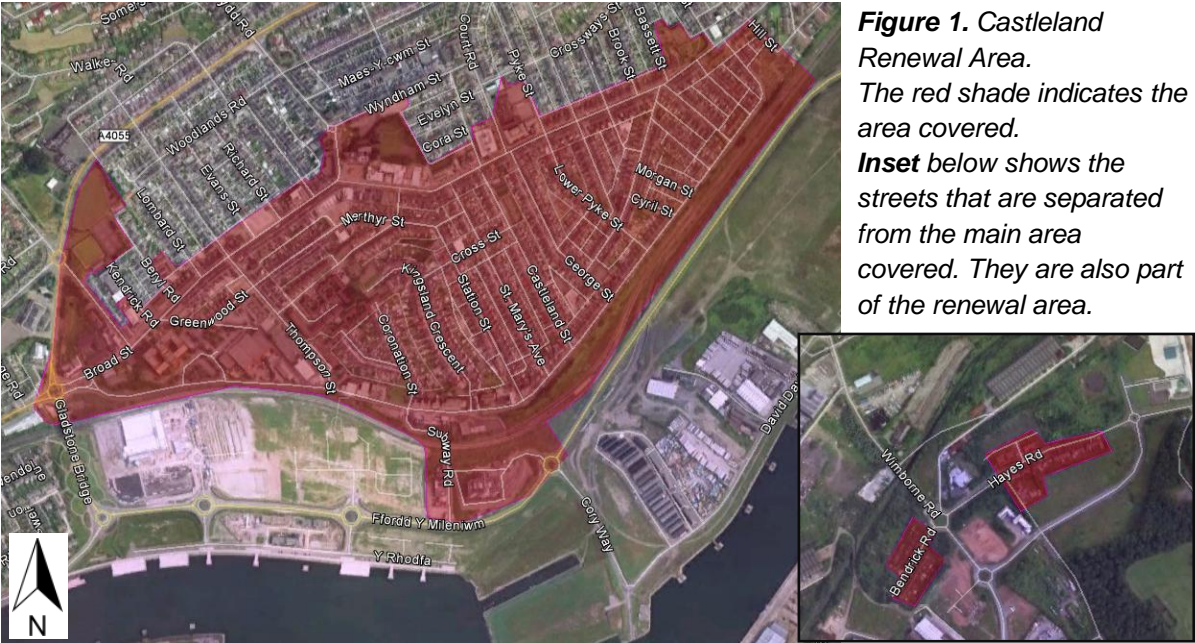 Somer
Walker Rd
A4055
Woodlands Rd
Richard St
Evans St
Lombard St
Beryl Rd
Kendrick Rd
Greenwood St
Broad St
Gladstone Bridge
Maes-Y-cwm St
Court Rd
Wyndham St
Evelyn St
Cora St
Pyke St
Crossways St
Brook St
Bassett St
Hill St
Morgan St
Cyril St
Lower Pyke St
George St
Merthyr St
Cross St
Kingsland Crescent
Station St
Castleland St
St Mary's Ave
Coronation St
Thompson St
Subway Rd
Ffordd Y Mileniwm
Y Rhodfa
Cory Way
David Da
N
Figure 1. Castleland
Renewal Area.
The red shade indicates the
area covered.
Inset below shows the
streets that are separated
from the main area
covered. They are also part
of the renewal area.
Wimborne Rd
Hayes Rd
Bendrick Rd